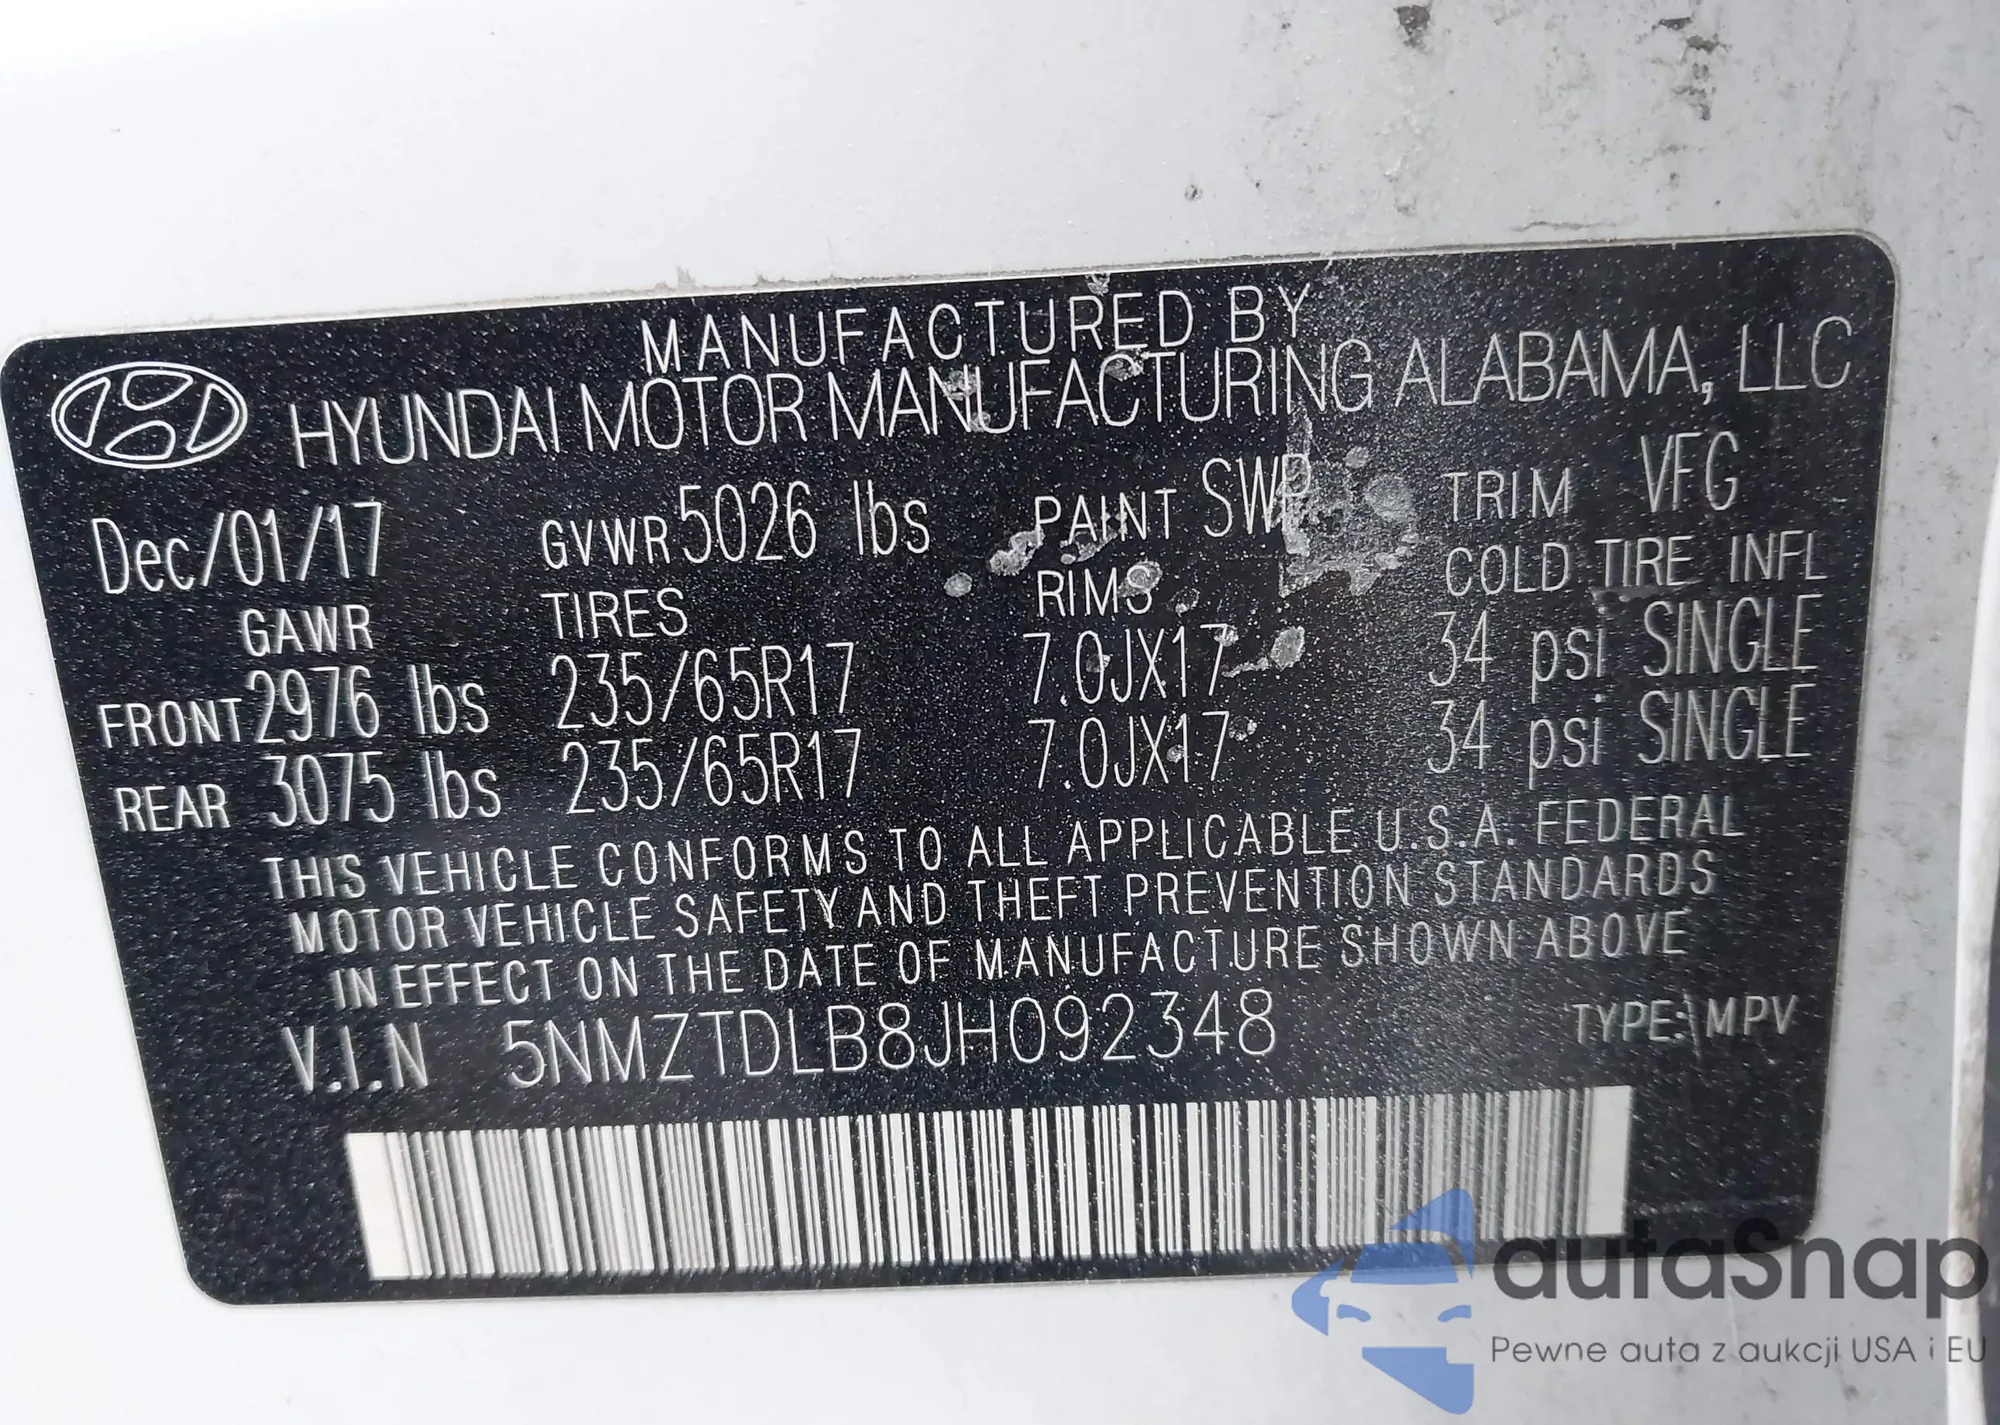 MANUFACTURED BY
HYUNDAI MOTOR MANUFACTURING ALABAMA, LLC
Dec/01/17 GVWR 5026 lbs PAINT SWP TRIM VFG
GAWR TIRES RIMS COLD TIRE INFL
FRONT 2976 lbs 235/65R17 7.0JX17 34 psi SINGLE
REAR 3075 lbs 235/65R17 7.0JX17 34 psi SINGLE
THIS VEHICLE CONFORMS TO ALL APPLICABLE U.S.A. FEDERAL
MOTOR VEHICLE SAFETY AND THEFT PREVENTION STANDARDS
IN EFFECT ON THE DATE OF MANUFACTURE SHOWN ABOVE
V.I.N 5NMZTDLB8JH092348 TYPE: MPV
autaSnap
Pewne auta z aukcji USA i EU